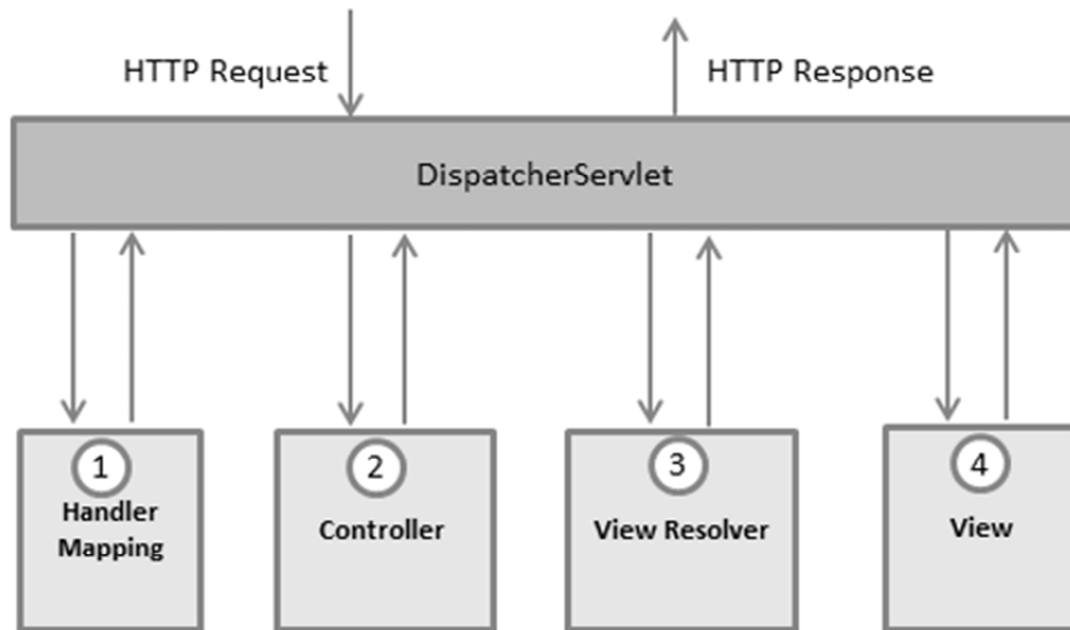 HTTP Request
HTTP Response
DispatcherServlet
1
Handler
Mapping
2
Controller
3
View Resolver
4
View